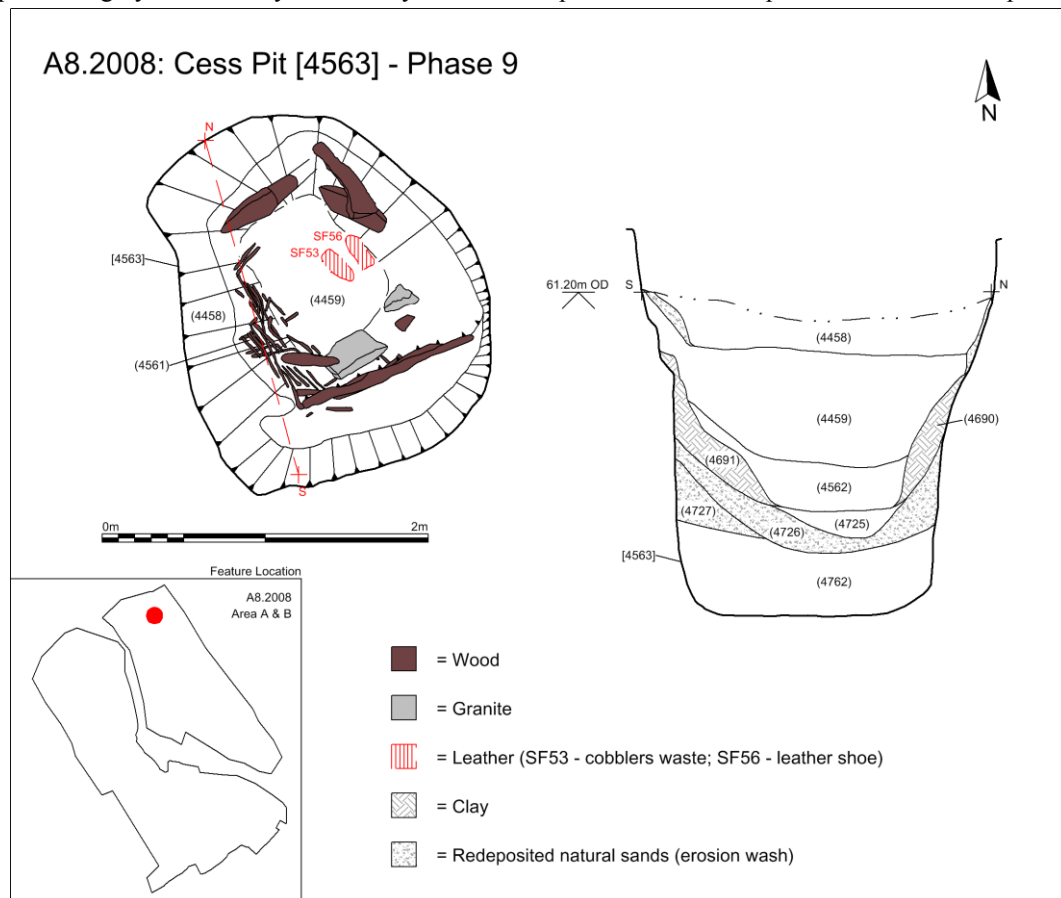 A8.2008: Cess Pit [4563] - Phase 9
N
N
SF56
SF53
[4563]
(4459)
(4458)
(4561)
S
0m
2m
61.20m OD
S
N
(4458)
(4459)
(4690)
(4691)
(4562)
(4727)
(4725)
(4726)
[4563]
(4762)
Feature Location
A8.2008
Area A & B
= Wood
= Granite
= Leather (SF53 - cobblers waste; SF56 - leather shoe)
= Clay
= Redeposited natural sands (erosion wash)